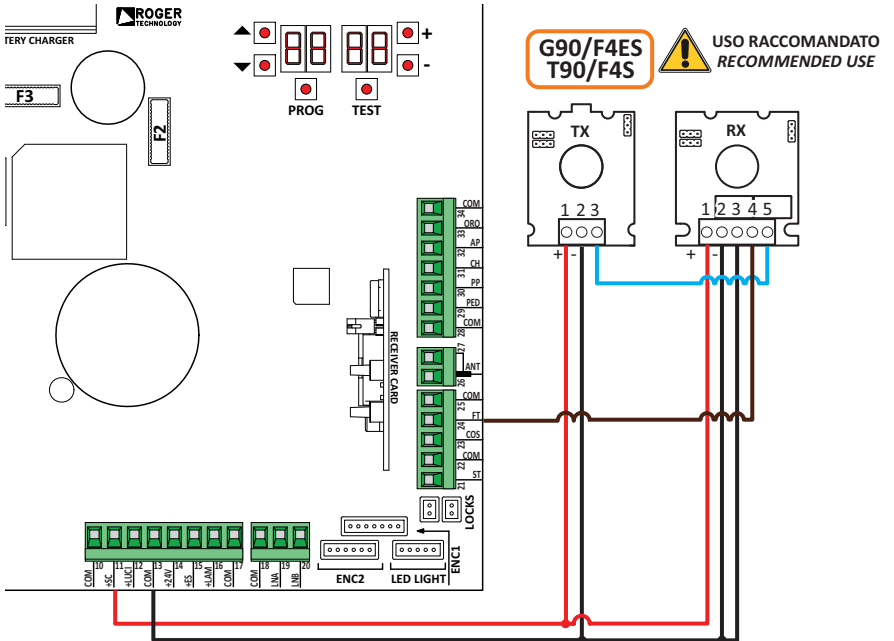 ROGER
TECHNOLOGY
TERY CHARGER
F3
F2
+
-
PROG
TEST
G90/F4ES
T90/F4S
USO RACCOMANDATO
RECOMMENDED USE
TX
1 2 3
+ -
RX
1 2 3 4 5
+ -
COM
34
ORO
33
AP
32
CH
31
PP
30
PED
29
COM
28
27
ANT
26
COM
25
FT
24
COS
23
COM
22
ST
21
RECEIVER CARD
LOCKS
ENC1
ENC2
LED LIGHT
COM 10
+SC 11
+LUCI 12
COM 13
+24V 14
+ES 15
+LAM 16
COM 17
COM 18
LNA 19
LNB 20